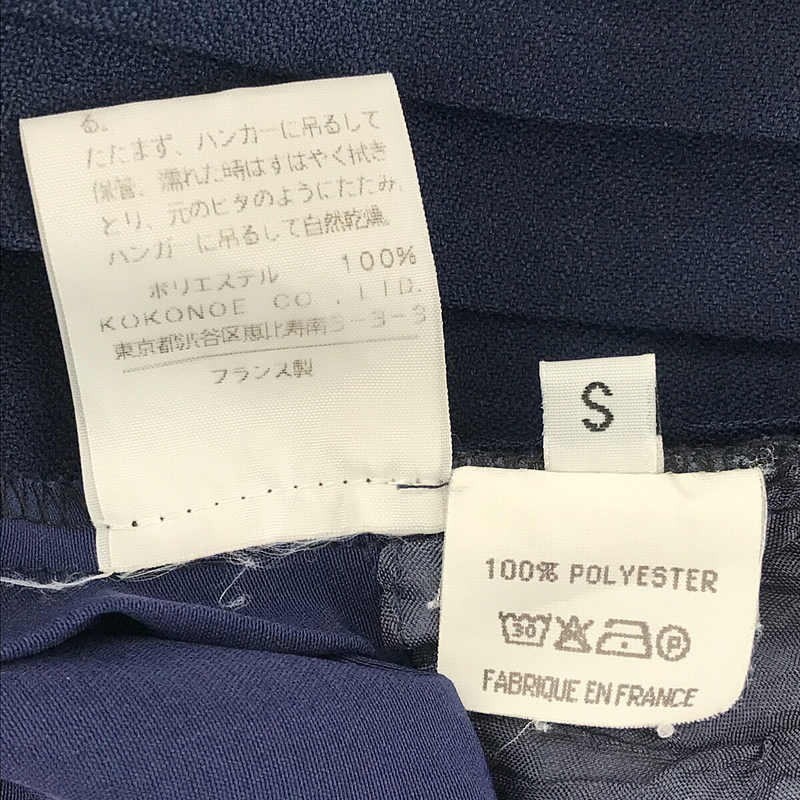 る。
たたまず、ハンガーに吊るして
保管、濡れた時はすはやく拭き
とり、元のヒダのようにたたみ、
ハンガーに吊るして自然乾燥。
ポリエステル 100%
KOKONOE CO.,LTD.
東京都渋谷区恵比寿南3-3-3
フランス製
S
100% POLYESTER
30 P
FABRIQUE EN FRANCE